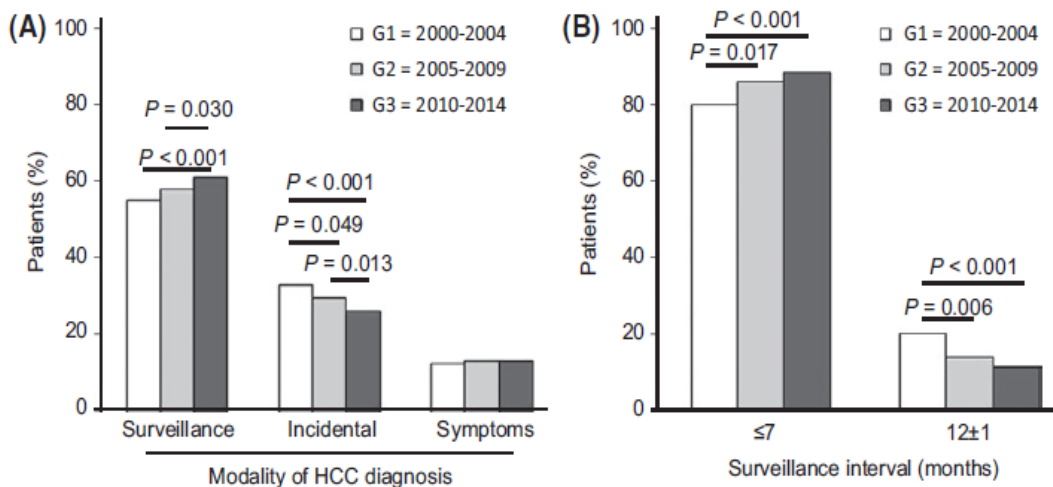 (A)
100
80
60
40
20
0
Patients (%)
G1 = 2000-2004
G2 = 2005-2009
G3 = 2010-2014
P = 0.030
P < 0.001
P < 0.001
P = 0.049
P = 0.013
Surveillance Incidental Symptoms
Modality of HCC diagnosis
(B)
100
80
60
40
20
0
Patients (%)
P < 0.001
P = 0.017
G1 = 2000-2004
G2 = 2005-2009
G3 = 2010-2014
P < 0.001
P = 0.006
≤7 12±1
Surveillance interval (months)